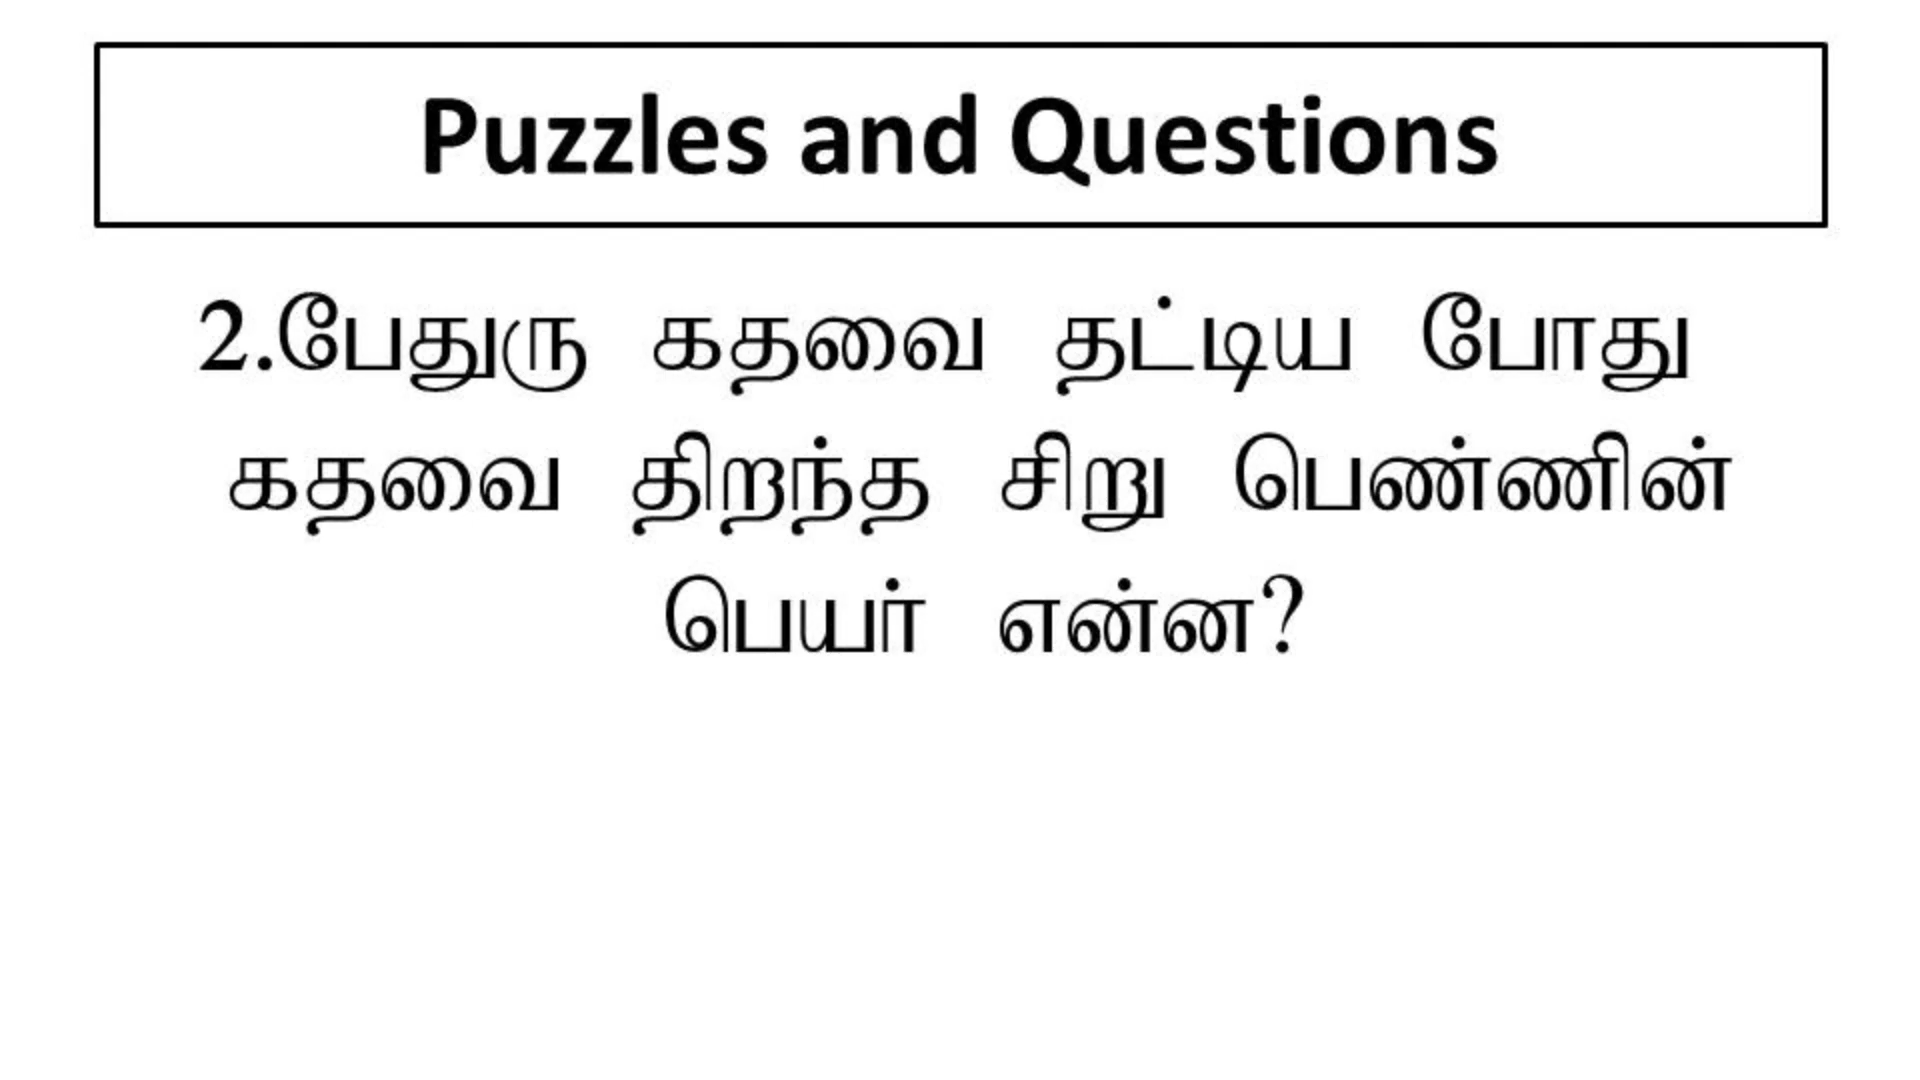 Puzzles and Questions
2.பேதுரு கதவை தட்டிய போது
கதவை திறந்த சிறு பெண்ணின்
பெயர் என்ன?